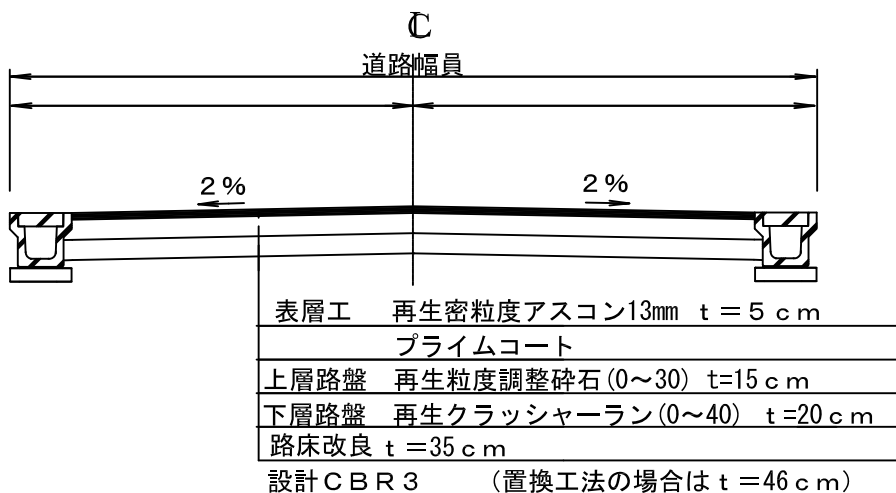 ℄
道路幅員
2% 2%
表層工 再生密粒度アスコン13mm t=5cm
プライムコート
上層路盤 再生粒度調整砕石(0~30) t=15cm
下層路盤 再生クラッシャーラン(0~40) t=20cm
路床改良 t=35cm
設計CBR3 (置換工法の場合はt=46cm)